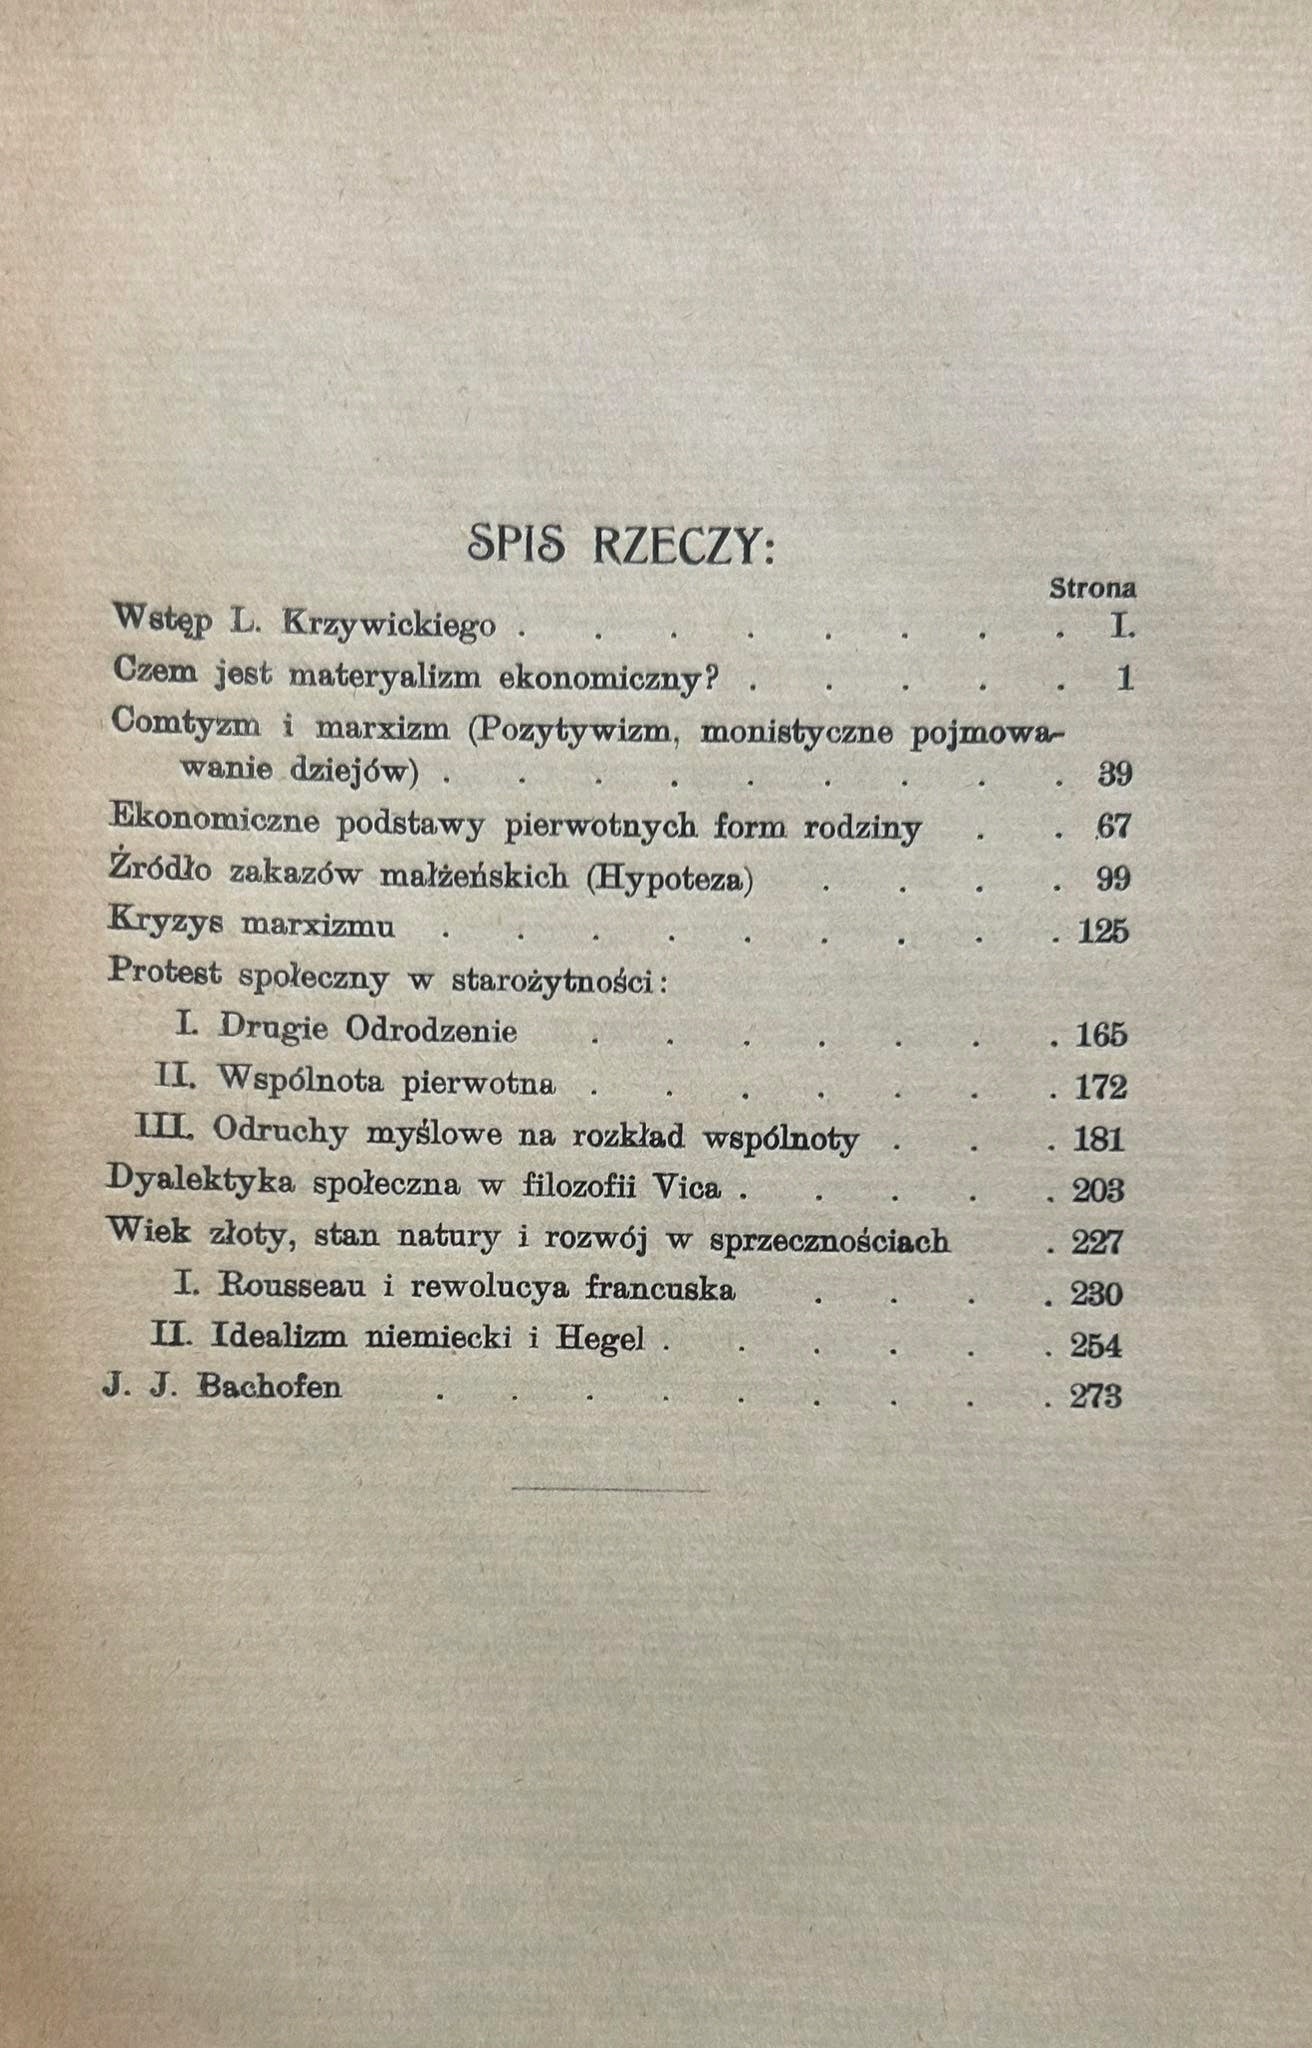 SPIS RZECZY:
Strona
Wstęp L. Krzywickiego . . . . . . . . I.
Czem jest materyalizm ekonomiczny? . . . . . 1
Comtyzm i marxizm (Pozytywizm, monistyczne pojmowa-
wanie dziejów) . . . . . . . . . 39
Ekonomiczne podstawy pierwotnych form rodziny . . 67
Źródło zakazów małżeńskich (Hypoteza) . . . . 99
Kryzys marxizmu . . . . . . . . . 125
Protest społeczny w starożytności:
I. Drugie Odrodzenie . . . . . . . 165
II. Wspólnota pierwotna . . . . . . . 172
III. Odruchy myślowe na rozkład wspólnoty . . . 181
Dyalektyka społeczna w filozofii Vica . . . . . 203
Wiek złoty, stan natury i rozwój w sprzecznościach . 227
I. Rousseau i rewolucya francuska . . . . 230
II. Idealizm niemiecki i Hegel . . . . . . 254
J. J. Bachofen . . . . . . . . . 273